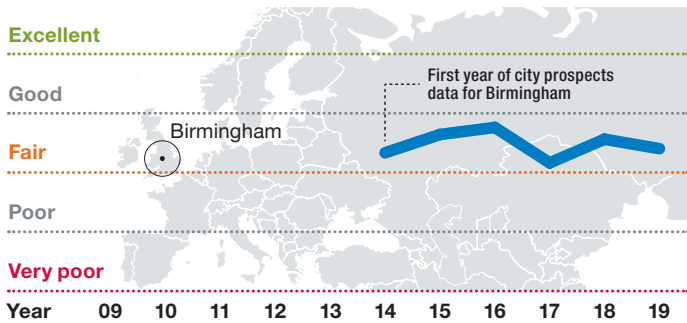 Excellent
Good
First year of city prospects
data for Birmingham
Birmingham
Fair
Poor
Very poor
Year 09 10 11 12 13 14 15 16 17 18 19